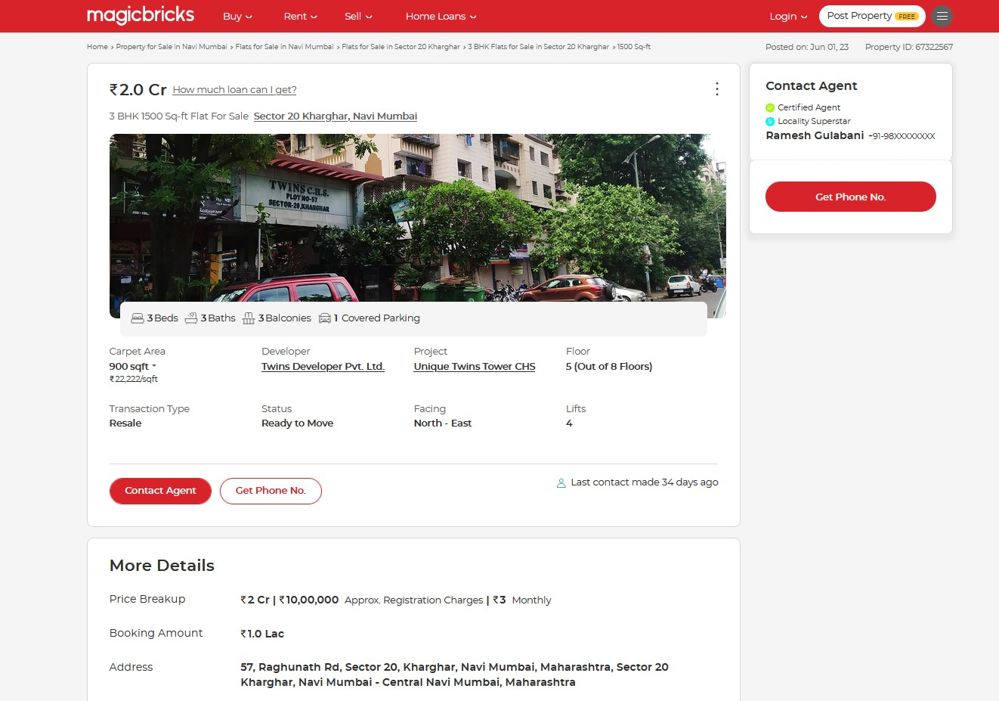 magicbricks
Buy
Rent
Sell
Home Loans
Login
Post Property FREE
Home › Property for Sale in Navi Mumbai › Flats for Sale in Navi Mumbai › Flats for Sale in Sector 20 Kharghar › 3 BHK Flats for Sale in Sector 20 Kharghar › 1500 Sq-ft
Posted on: Jun 01, 23 Property ID: 67322567
₹2.0 Cr How much loan can I get?
3 BHK 1500 Sq-ft Flat For Sale Sector 20 Kharghar, Navi Mumbai
TWINS C.H.S.
PLOT NO-57
SECTOR-20, KHARGHAR
3 Beds 3 Baths 3 Balconies 1 Covered Parking
Carpet Area
900 sqft
₹22,222/sqft
Developer
Twins Developer Pvt. Ltd.
Project
Unique Twins Tower CHS
Floor
5 (Out of 8 Floors)
Transaction Type
Resale
Status
Ready to Move
Facing
North - East
Lifts
4
Contact Agent
Get Phone No.
Last contact made 34 days ago
Contact Agent
Certified Agent
Locality Superstar
Ramesh Gulabani +91-98XXXXXXXX
Get Phone No.
More Details
Price Breakup
₹2 Cr | ₹10,00,000 Approx. Registration Charges | ₹3 Monthly
Booking Amount
₹1.0 Lac
Address
57, Raghunath Rd, Sector 20, Kharghar, Navi Mumbai, Maharashtra, Sector 20
Kharghar, Navi Mumbai - Central Navi Mumbai, Maharashtra